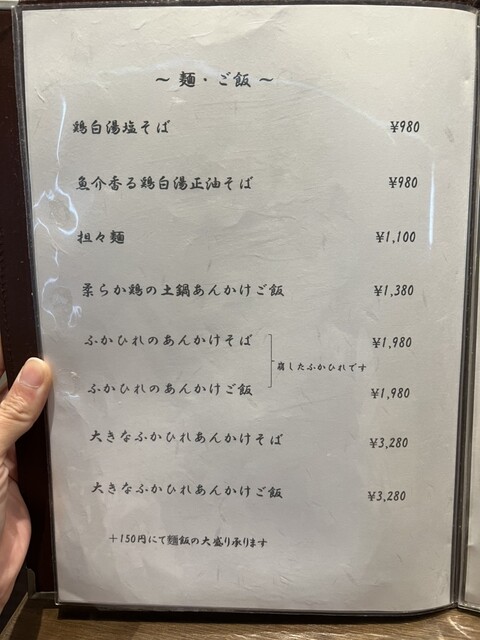 ～ 麺・ご飯 ～
鶏白湯塩そば ¥980
魚介香る鶏白湯正油そば ¥980
担々麺 ¥1,100
柔らか鶏の土鍋あんかけご飯 ¥1,380
ふかひれのあんかけそば ¥1,980
崩したふかひれです
ふかひれのあんかけご飯 ¥1,980
大きなふかひれあんかけそば ¥3,280
大きなふかひれあんかけご飯 ¥3,280
＋150円にて麺飯の大盛り承ります